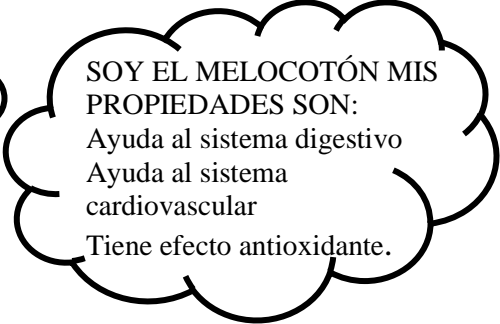 SOY EL MELOCOTÓN MIS
PROPIEDADES SON:
Ayuda al sistema digestivo
Ayuda al sistema
cardiovascular
Tiene efecto antioxidante.